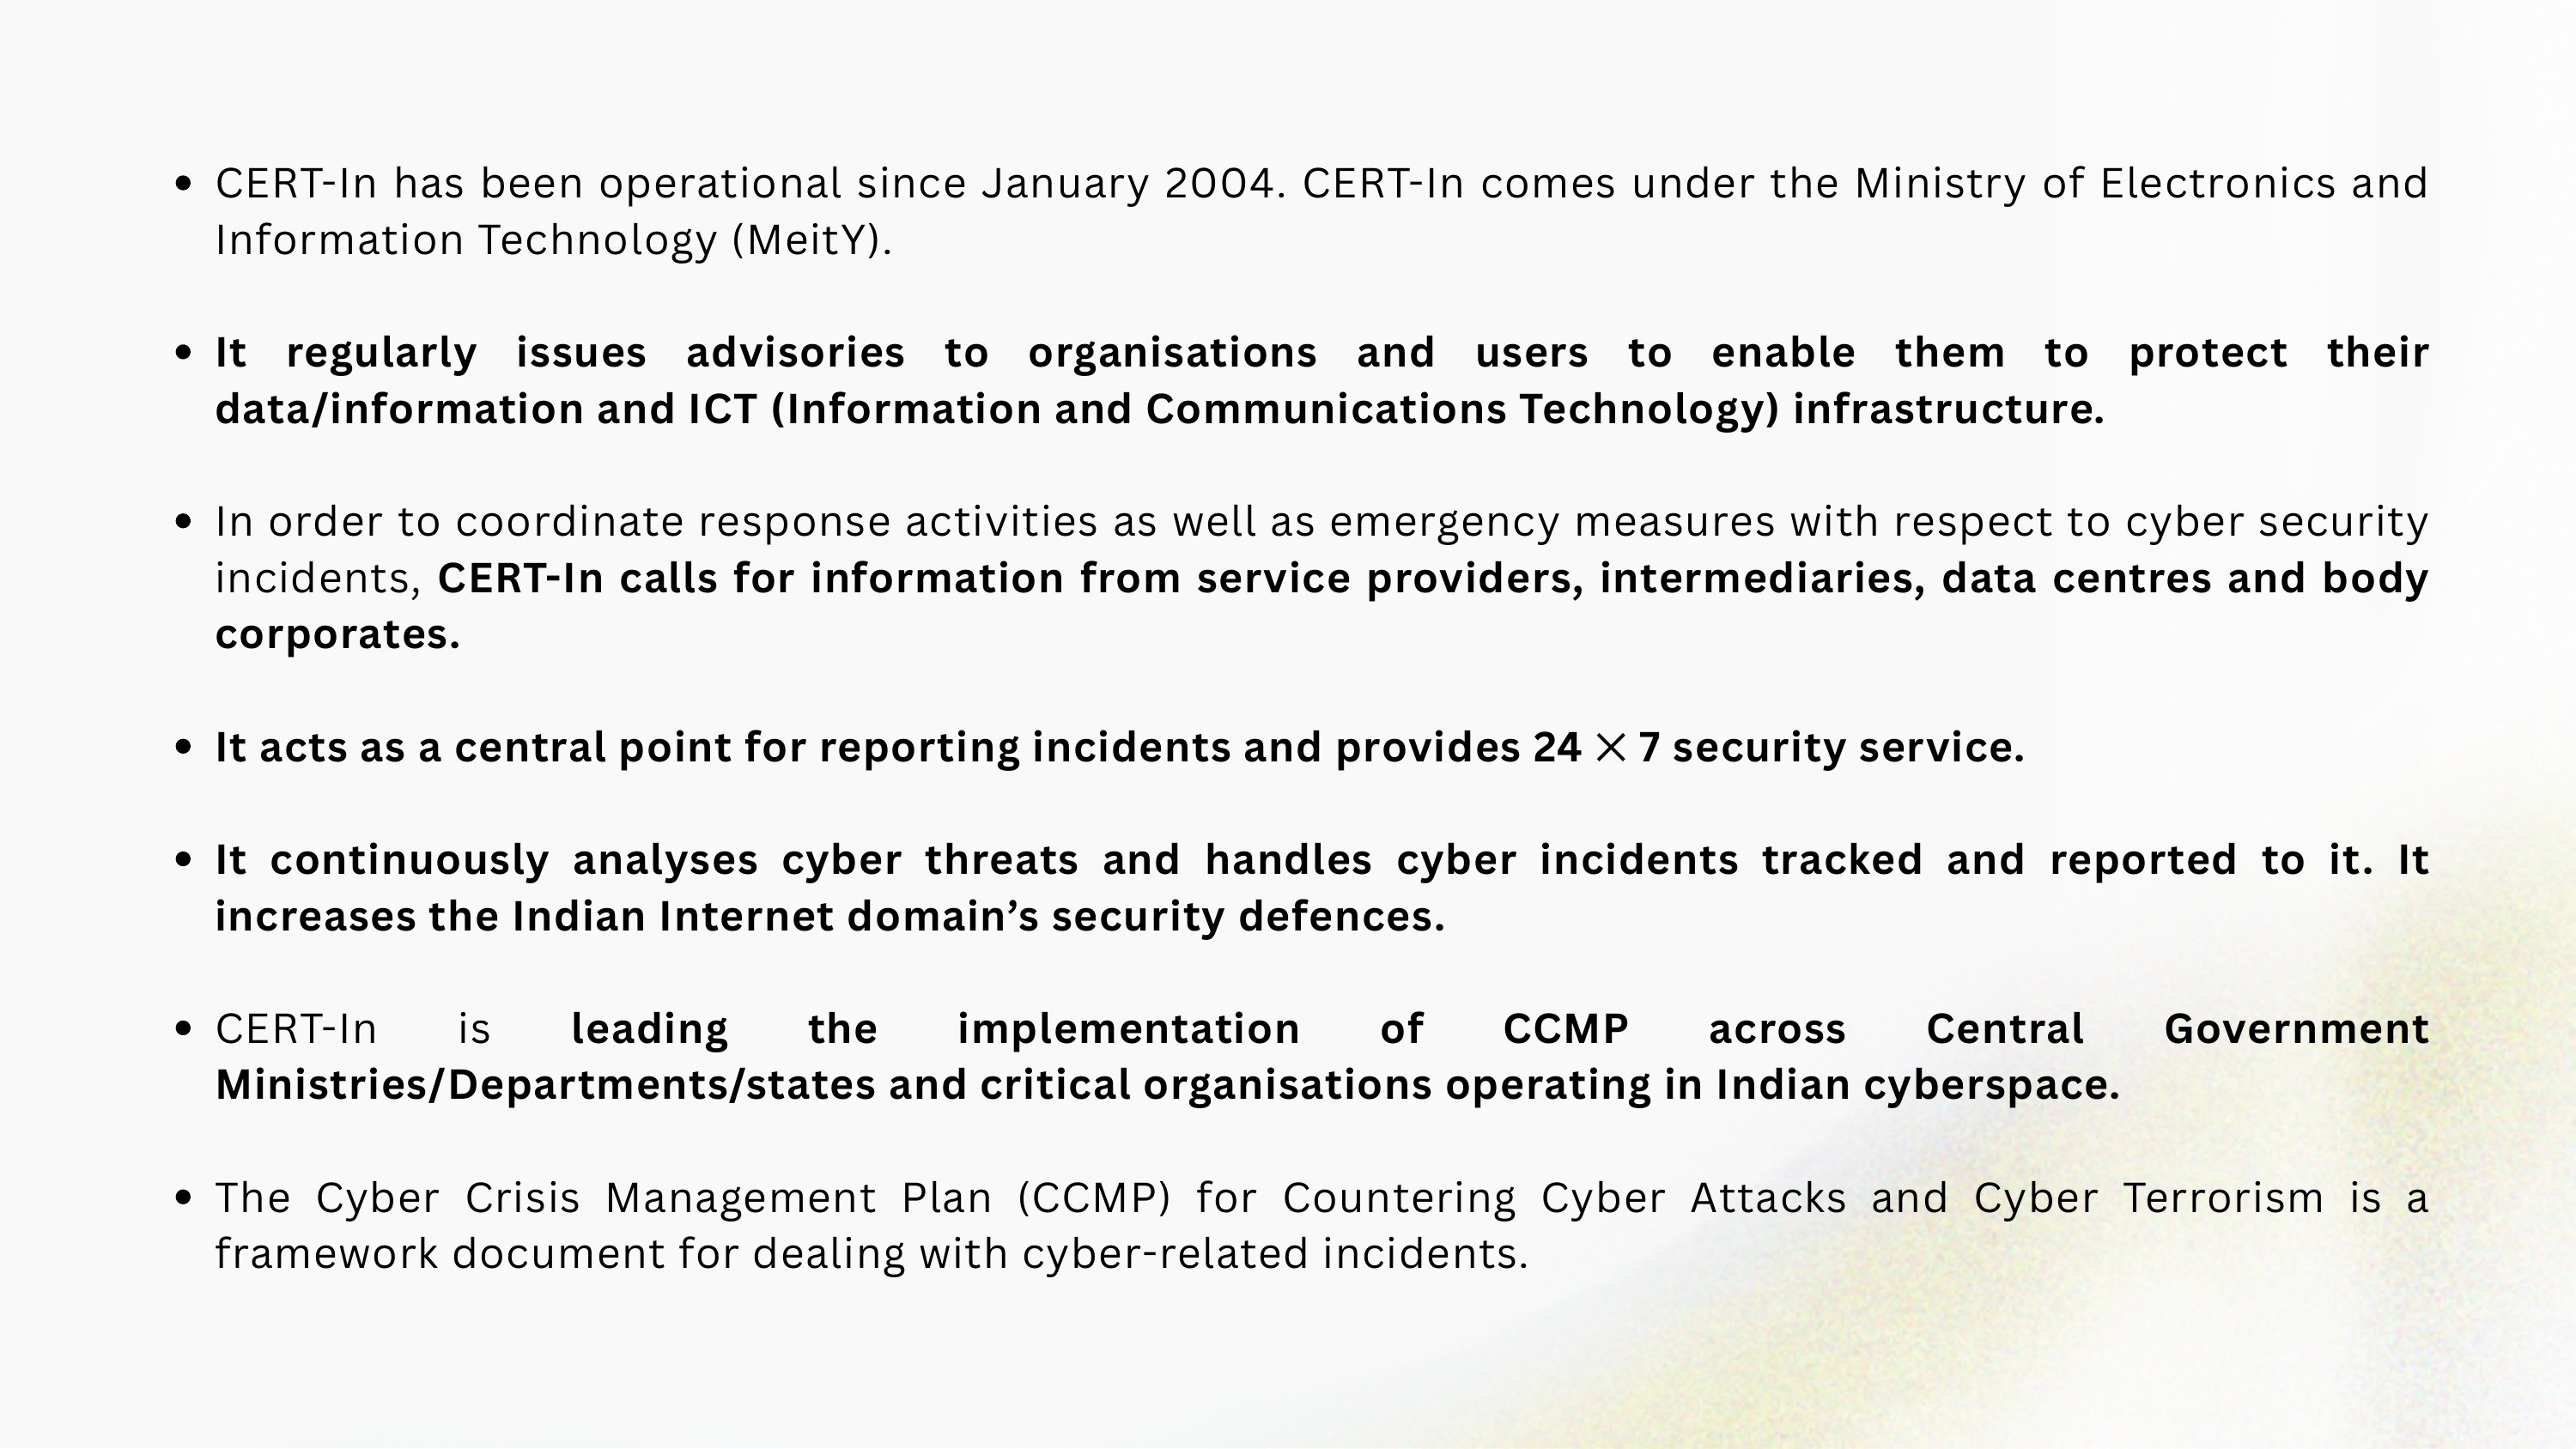 • CERT-In has been operational since January 2004. CERT-In comes under the Ministry of Electronics and
Information Technology (MeitY).
• It regularly issues advisories to organisations and users to enable them to protect their
data/information and ICT (Information and Communications Technology) infrastructure.
• In order to coordinate response activities as well as emergency measures with respect to cyber security
incidents, CERT-In calls for information from service providers, intermediaries, data centres and body
corporates.
• It acts as a central point for reporting incidents and provides 24 × 7 security service.
• It continuously analyses cyber threats and handles cyber incidents tracked and reported to it. It
increases the Indian Internet domain’s security defences.
• CERT-In is leading the implementation of CCMP across Central Government
Ministries/Departments/states and critical organisations operating in Indian cyberspace.
• The Cyber Crisis Management Plan (CCMP) for Countering Cyber Attacks and Cyber Terrorism is a
framework document for dealing with cyber-related incidents.